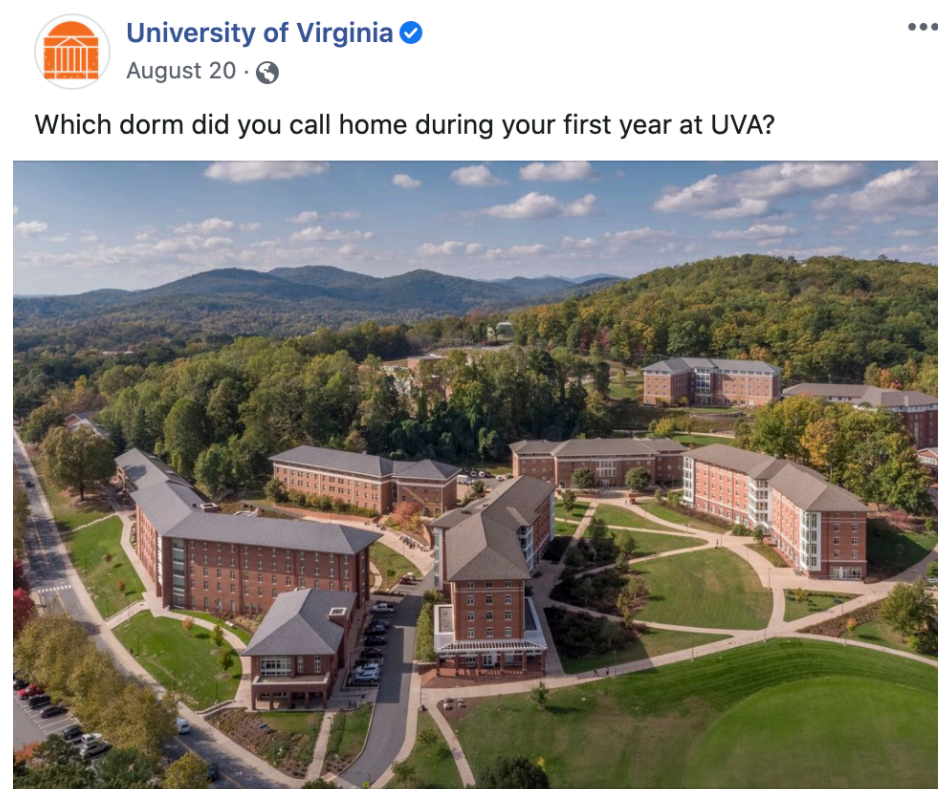 University of Virginia
August 20 ·
Which dorm did you call home during your first year at UVA?